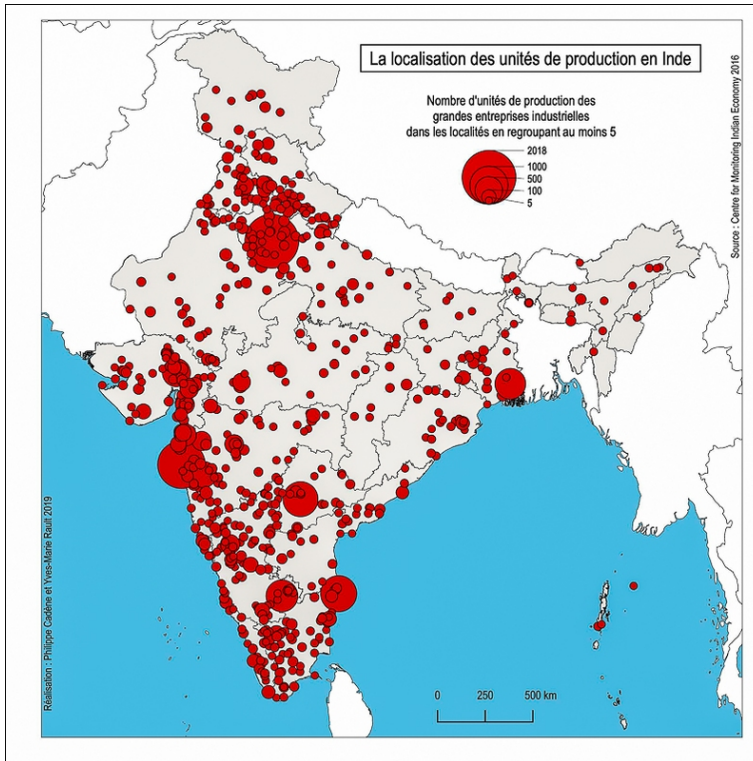 La localisation des unités de production en Inde
Nombre d'unités de production des
grandes entreprises industrielles
dans les localités en regroupant au moins 5
2018
1000
500
100
5
Source : Centre for Monitoring Indian Economy 2016
Réalisation : Philippe Cadène et Yves-Marie Rault 2019
0 250 500 km